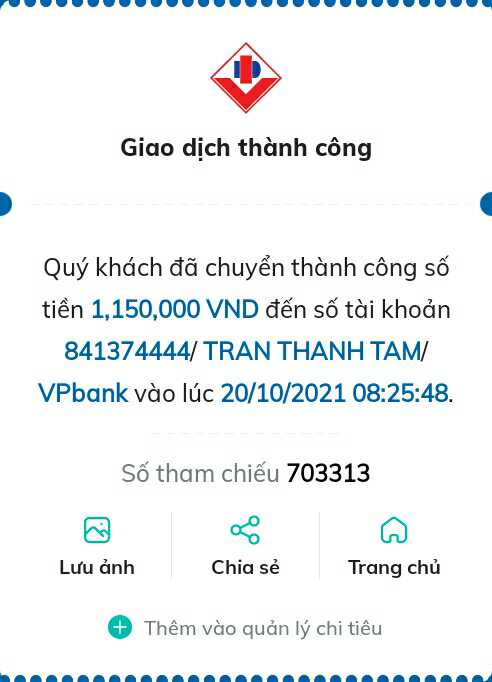 Giao dịch thành công
Quý khách đã chuyển thành công số
tiền 1,150,000 VND đến số tài khoản
841374444/ TRAN THANH TAM/
VPbank vào lúc 20/10/2021 08:25:48.
Số tham chiếu 703313
Lưu ảnh
Chia sẻ
Trang chủ
Thêm vào quản lý chi tiêu